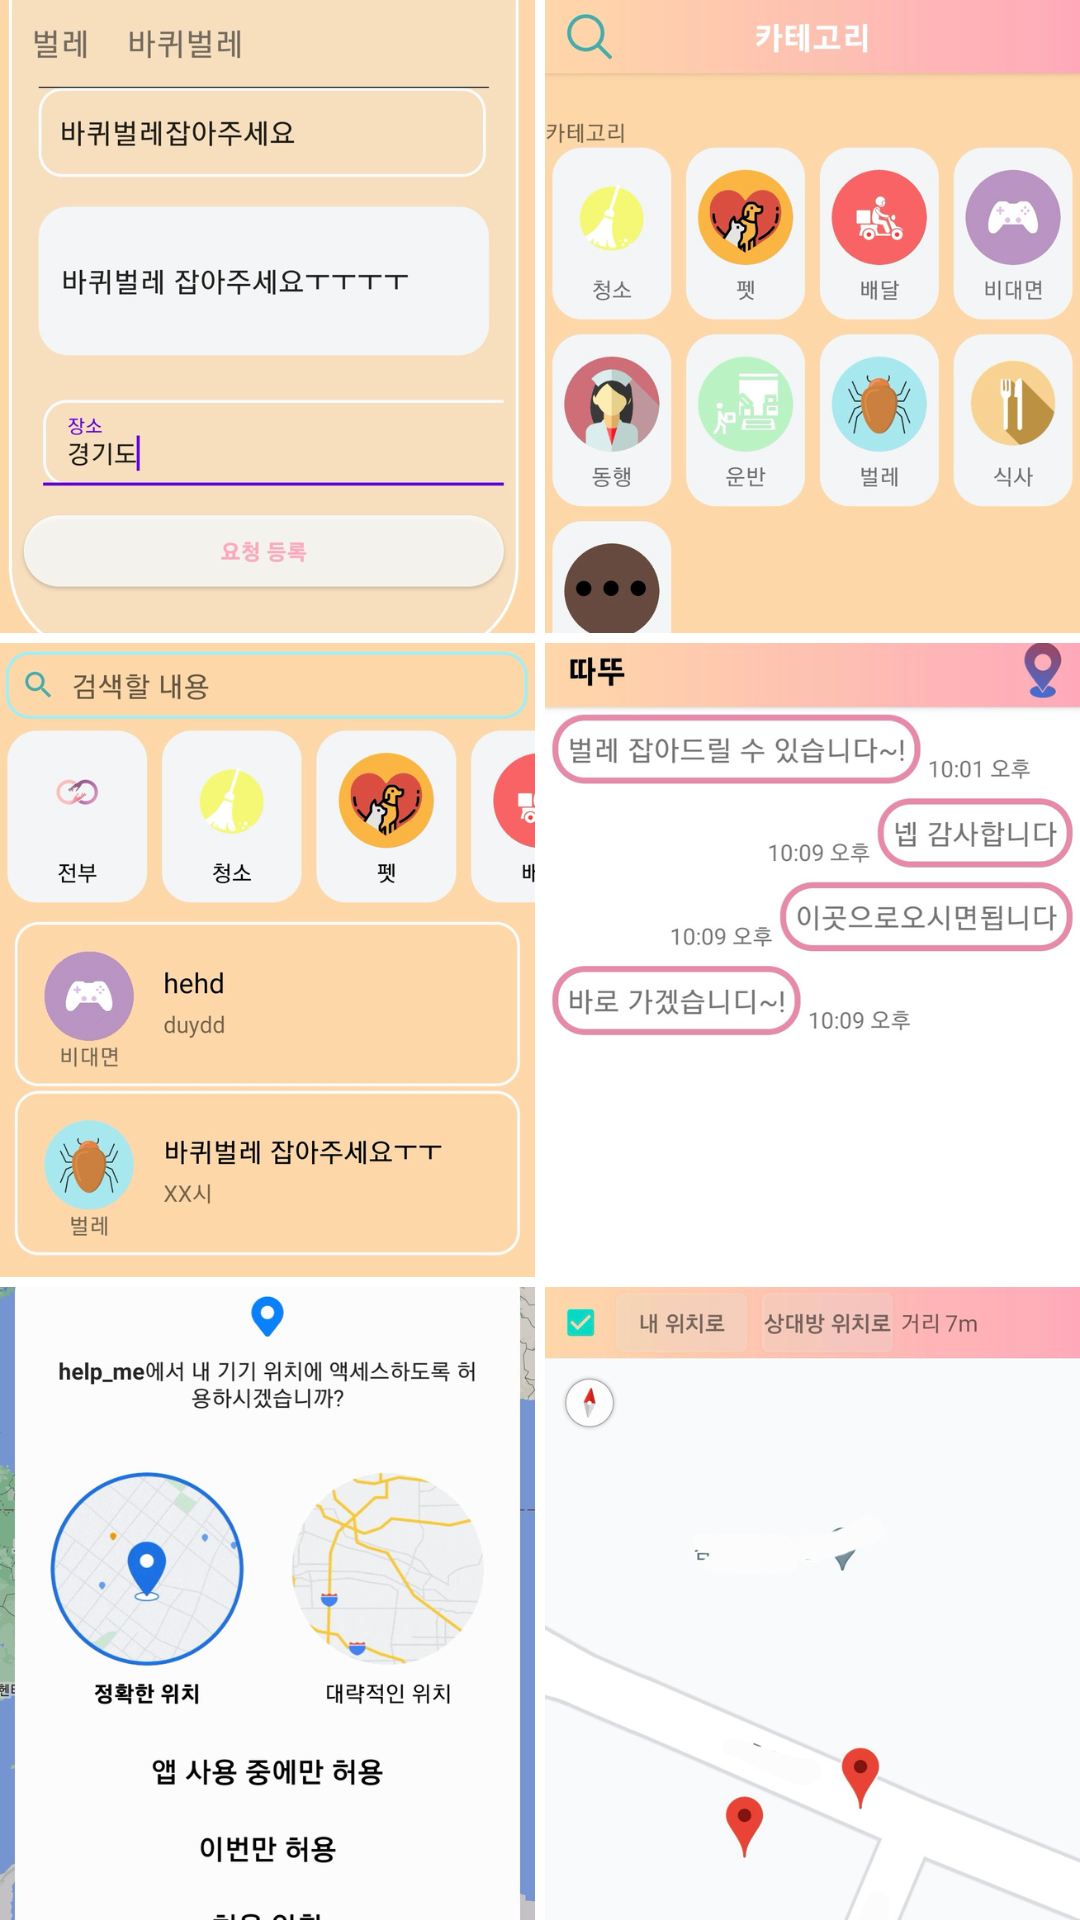 벌레 바퀴벌레
바퀴벌레잡아주세요
바퀴벌레 잡아주세요ㅜㅜㅜㅜ
장소
경기도
요청 등록
카테고리
카테고리
청소 펫 배달 비대면
동행 운반 벌레 식사
검색할 내용
전부 청소 펫
hehd
duydd
비대면
바퀴벌레 잡아주세요ㅜㅜ
XX시
벌레
따뚜
벌레 잡아드릴 수 있습니다~!
10:01 오후
넵 감사합니다
10:09 오후
이곳으로오시면됩니다
10:09 오후
바로 가겠습니디~!
10:09 오후
help_me에서 내 기기 위치에 액세스하도록 허
용하시겠습니까?
정확한 위치 대략적인 위치
앱 사용 중에만 허용
이번만 허용
내 위치로 상대방 위치로 거리 7m